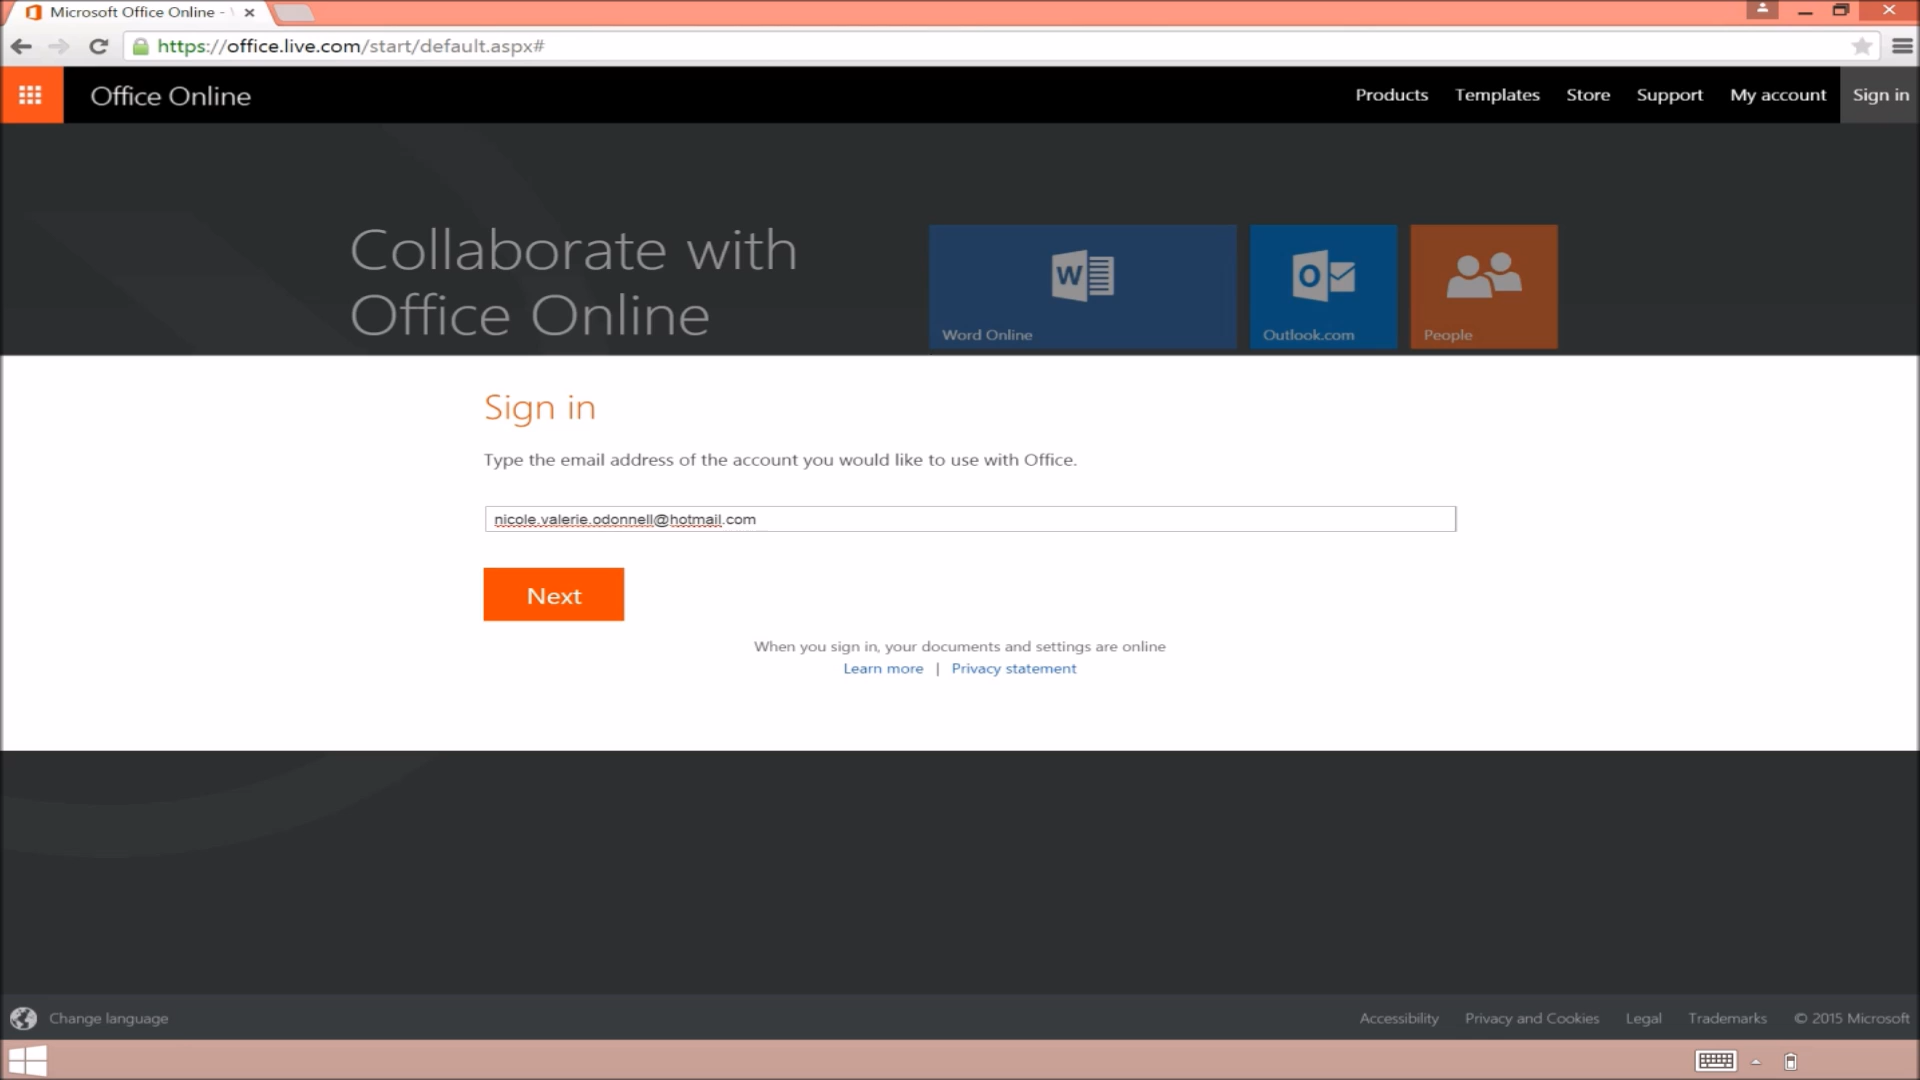 Microsoft Office Online -
https://office.live.com/start/default.aspx#
Office Online
Products
Templates
Store
Support
My account
Sign in
Collaborate with
Office Online
W
Word Online
O
Outlook.com
People
Sign in
Type the email address of the account you would like to use with Office.
nicole.valerie.odonnell@hotmail.com
Next
When you sign in, your documents and settings are online
Learn more | Privacy statement
Change language
Accessibility
Privacy and Cookies
Legal
Trademarks
© 2015 Microsoft